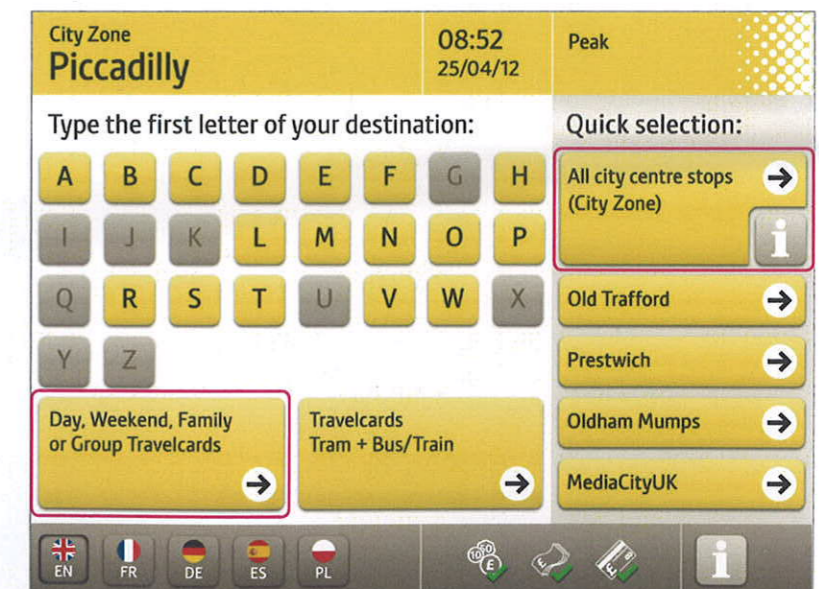 City Zone
Piccadilly
08:52
25/04/12
Peak
Type the first letter of your destination:
A B C D E F G H
I J K L M N O P
Q R S T U V W X
Y Z
Day, Weekend, Family
or Group Travelcards
Travelcards
Tram + Bus/Train
Quick selection:
All city centre stops
(City Zone)
i
Old Trafford
Prestwich
Oldham Mumps
MediaCityUK
EN FR DE ES PL
10 50 £ £ £ i